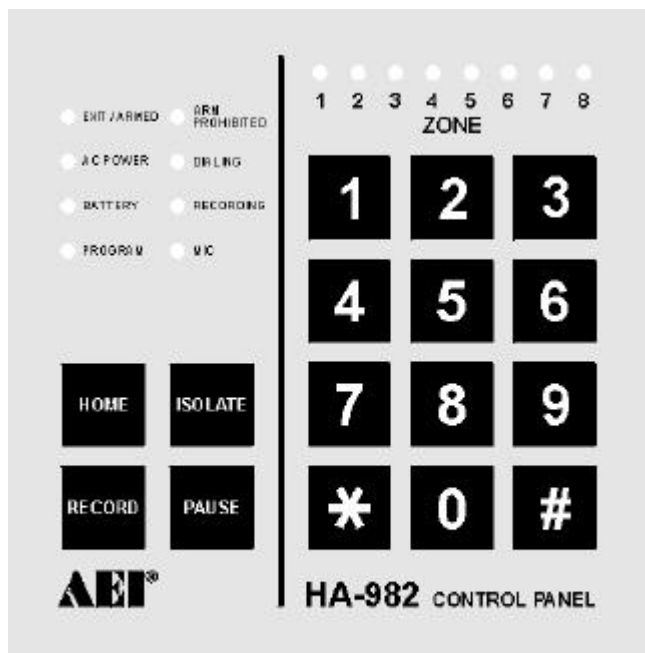 EXIT / ARMED
ARM PROHIBITED
AC POWER
DIALING
BATTERY
RECORDING
PROGRAM
MIC
1 2 3 4 5 6 7 8
ZONE
1 2 3
4 5 6
7 8 9
* 0 #
HOME ISOLATE
RECORD PAUSE
AEI®
HA-982 CONTROL PANEL